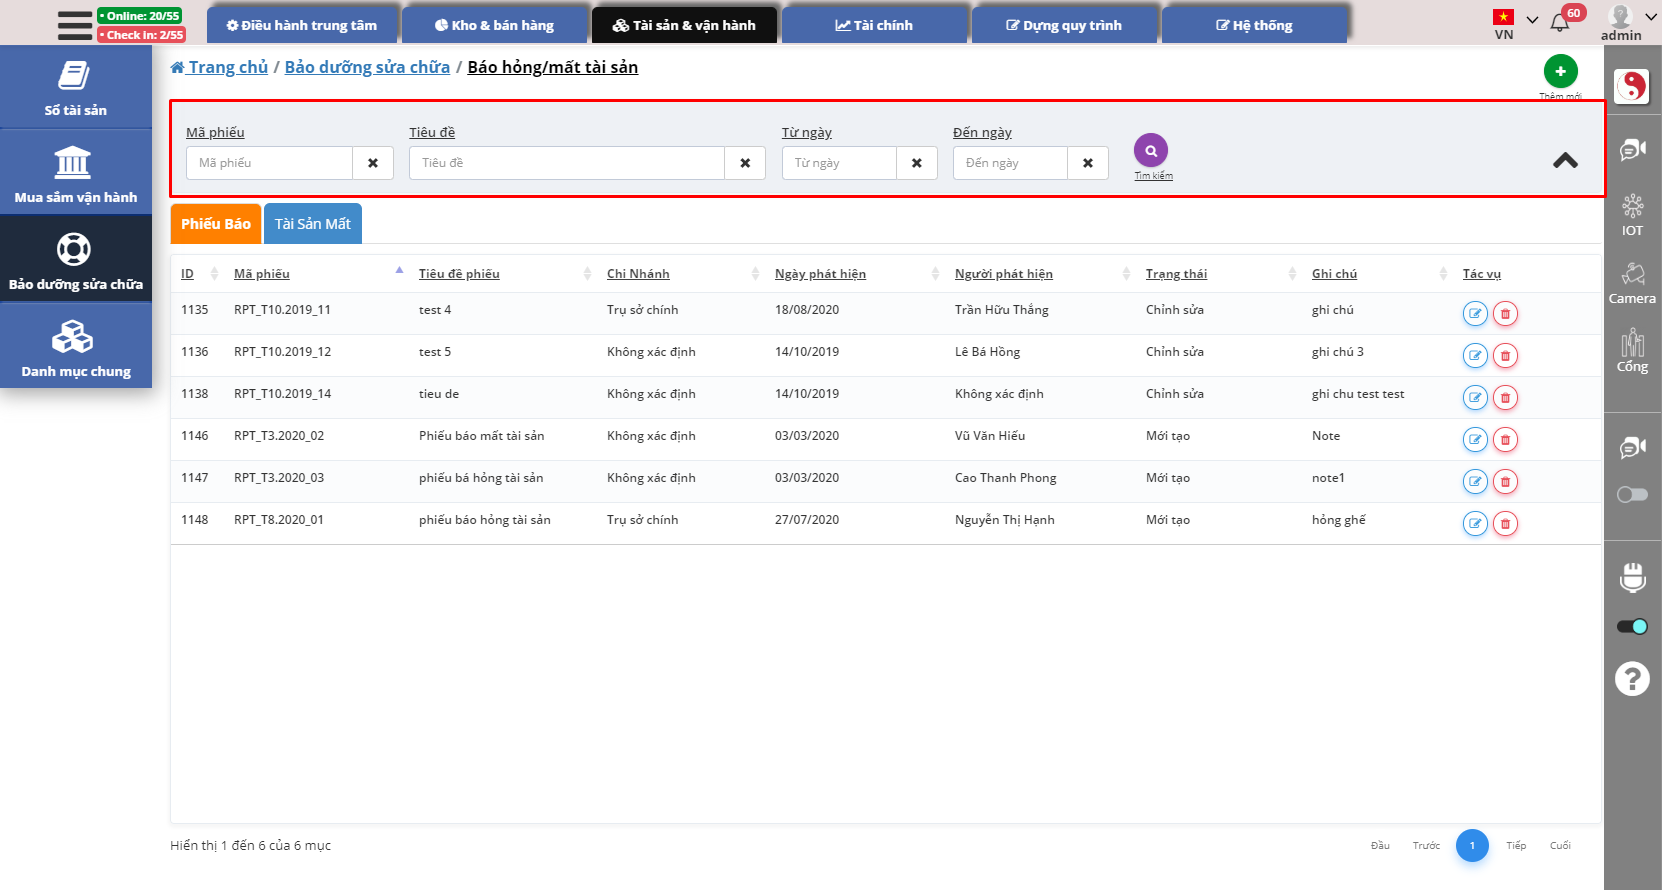 • Online: 20/55
• Check in: 2/55
Điều hành trung tâm
Kho & bán hàng
Tài sản & vận hành
Tài chính
Dựng quy trình
Hệ thống
VN
60
admin
Sổ tài sản
Mua sắm vận hành
Bảo dưỡng sửa chữa
Danh mục chung
Trang chủ / Bảo dưỡng sửa chữa / Báo hỏng/mất tài sản
Thêm mới
Mã phiếu Tiêu đề Từ ngày Đến ngày
Mã phiếu Tiêu đề Từ ngày Đến ngày
Tìm kiếm
Phiếu Báo Tài Sản Mất
ID Mã phiếu Tiêu đề phiếu Chi Nhánh Ngày phát hiện Người phát hiện Trạng thái Ghi chú Tác vụ
1135 RPT_T10.2019_11 test 4 Trụ sở chính 18/08/2020 Trần Hữu Thắng Chỉnh sửa ghi chú
1136 RPT_T10.2019_12 test 5 Không xác định 14/10/2019 Lê Bá Hồng Chỉnh sửa ghi chú 3
1138 RPT_T10.2019_14 tieu de Không xác định 14/10/2019 Không xác định Chỉnh sửa ghi chu test test
1146 RPT_T3.2020_02 Phiếu báo mất tài sản Không xác định 03/03/2020 Vũ Văn Hiếu Mới tạo Note
1147 RPT_T3.2020_03 phiếu bá hỏng tài sản Không xác định 03/03/2020 Cao Thanh Phong Mới tạo note1
1148 RPT_T8.2020_01 phiếu báo hỏng tài sản Trụ sở chính 27/07/2020 Nguyễn Thị Hạnh Mới tạo hỏng ghế
Hiển thị 1 đến 6 của 6 mục
Đầu Trước 1 Tiếp Cuối
IOT
Camera
Cổng